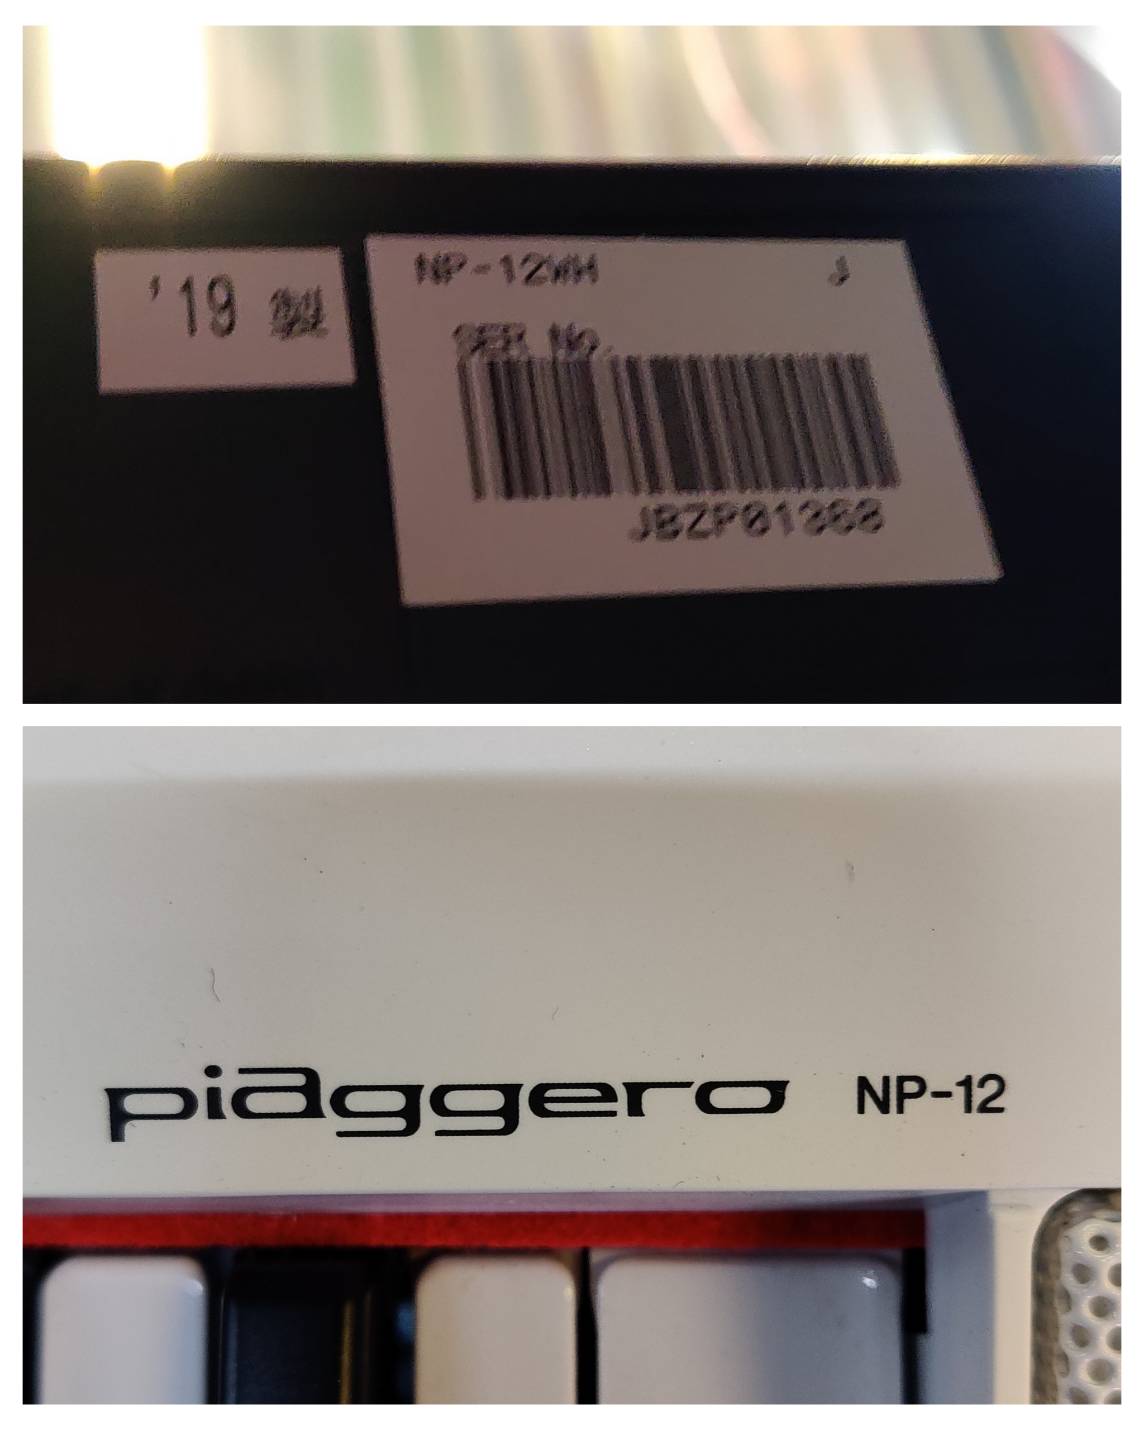 '19 製
NP-12WH J
SER No.
JBZP01368
piaggero NP-12